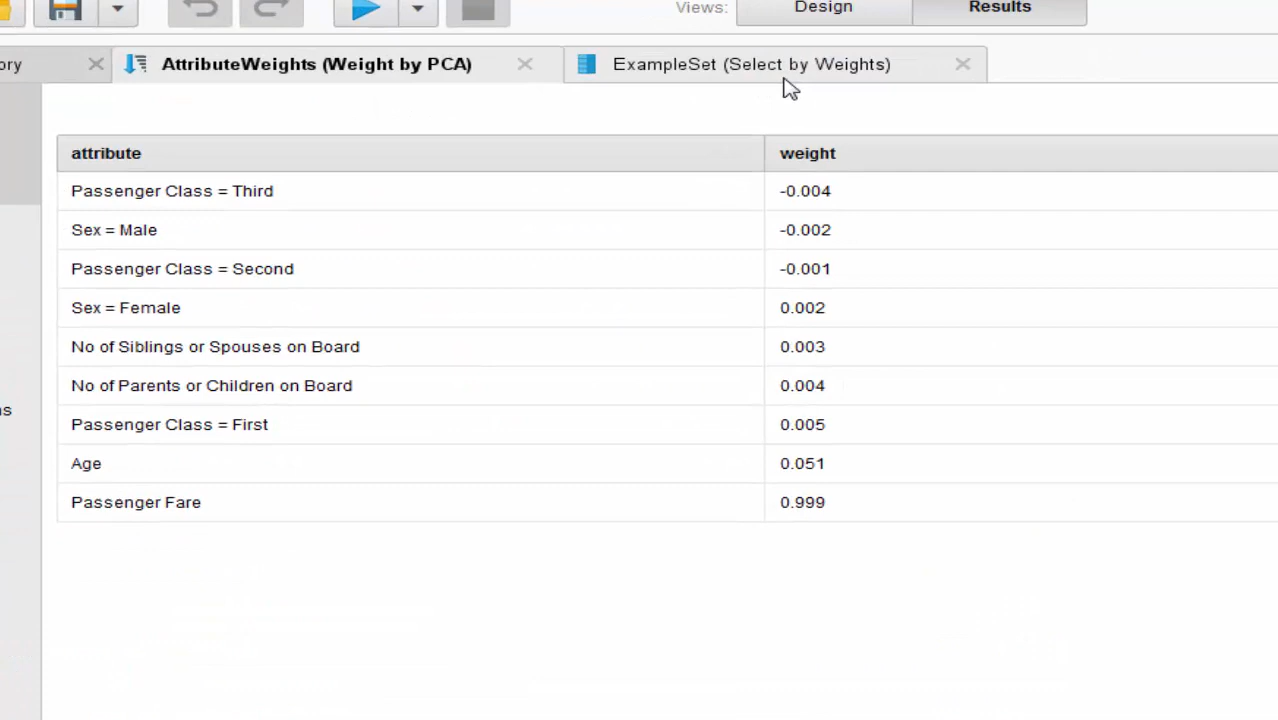 Views: Design Results
ory AttributeWeights (Weight by PCA) ExampleSet (Select by Weights)
attribute weight
Passenger Class = Third -0.004
Sex = Male -0.002
Passenger Class = Second -0.001
Sex = Female 0.002
No of Siblings or Spouses on Board 0.003
No of Parents or Children on Board 0.004
ns
Passenger Class = First 0.005
Age 0.051
Passenger Fare 0.999